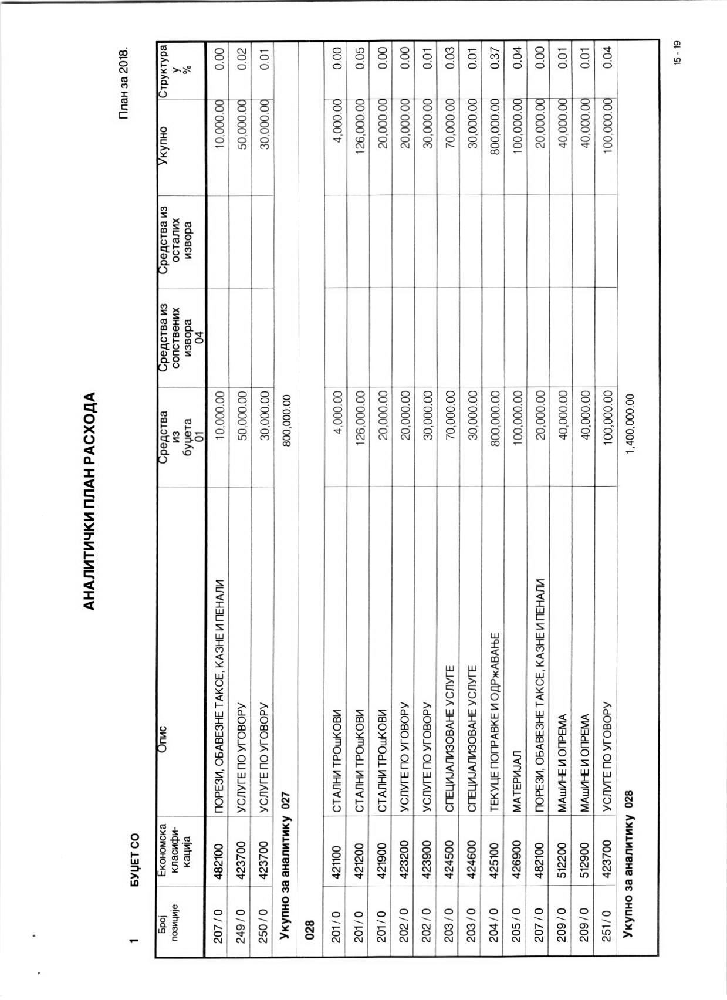 АНАЛИТИЧКИ ПЛАН РАСХОДА
План за 2018.
1 БУЏЕТ СО
Број позиције Економска класифи-кација Опис Средства из буџета 01 Средства из сопствених извора 04 Средства из осталих извора Укупно Структура у %
207 / 0 482100 ПОРЕЗИ, ОБАВЕЗНЕ ТАКСЕ, КАЗНЕ И ПЕНАЛИ 10,000.00 10,000.00 0.00
249 / 0 423700 УСЛУГЕ ПО УГОВОРУ 50,000.00 50,000.00 0.02
250 / 0 423700 УСЛУГЕ ПО УГОВОРУ 30,000.00 30,000.00 0.01
Укупно за аналитику 027 800,000.00
028
201 / 0 421100 СТАЛНИ ТРОшКОВИ 4,000.00 4,000.00 0.00
201 / 0 421200 СТАЛНИ ТРОшКОВИ 126,000.00 126,000.00 0.05
201 / 0 421900 СТАЛНИ ТРОшКОВИ 20,000.00 20,000.00 0.00
202 / 0 423200 УСЛУГЕ ПО УГОВОРУ 20,000.00 20,000.00 0.00
202 / 0 423900 УСЛУГЕ ПО УГОВОРУ 30,000.00 30,000.00 0.01
203 / 0 424500 СПЕЦИЈАЛИЗОВАНЕ УСЛУГЕ 70,000.00 70,000.00 0.03
203 / 0 424600 СПЕЦИЈАЛИЗОВАНЕ УСЛУГЕ 30,000.00 30,000.00 0.01
204 / 0 425100 ТЕКУЦЕ ПОПРАВКЕ И ОДРжАВАЊЕ 800,000.00 800,000.00 0.37
205 / 0 426900 МАТЕРИЈАЛ 100,000.00 100,000.00 0.04
207 / 0 482100 ПОРЕЗИ, ОБАВЕЗНЕ ТАКСЕ, КАЗНЕ И ПЕНАЛИ 20,000.00 20,000.00 0.00
209 / 0 512200 МАшИНЕ И ОПРЕМА 40,000.00 40,000.00 0.01
209 / 0 512900 МАшИНЕ И ОПРЕМА 40,000.00 40,000.00 0.01
251 / 0 423700 УСЛУГЕ ПО УГОВОРУ 100,000.00 100,000.00 0.04
Укупно за аналитику 028 1,400,000.00
15 - 19